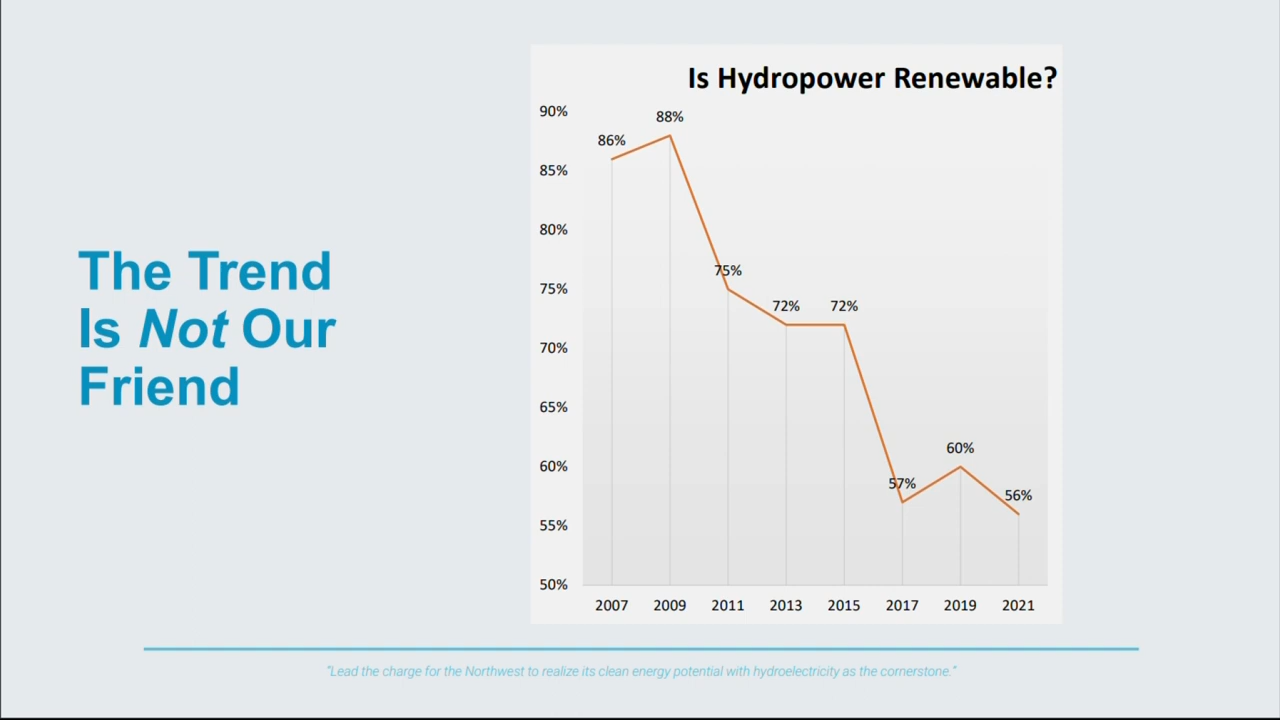 The Trend
Is Not Our
Friend
Is Hydropower Renewable?
90%
85%
80%
75%
70%
65%
60%
55%
50%
86%
88%
75%
72%
72%
57%
60%
56%
2007 2009 2011 2013 2015 2017 2019 2021
"Lead the charge for the Northwest to realize its clean energy potential with hydroelectricity as the cornerstone."